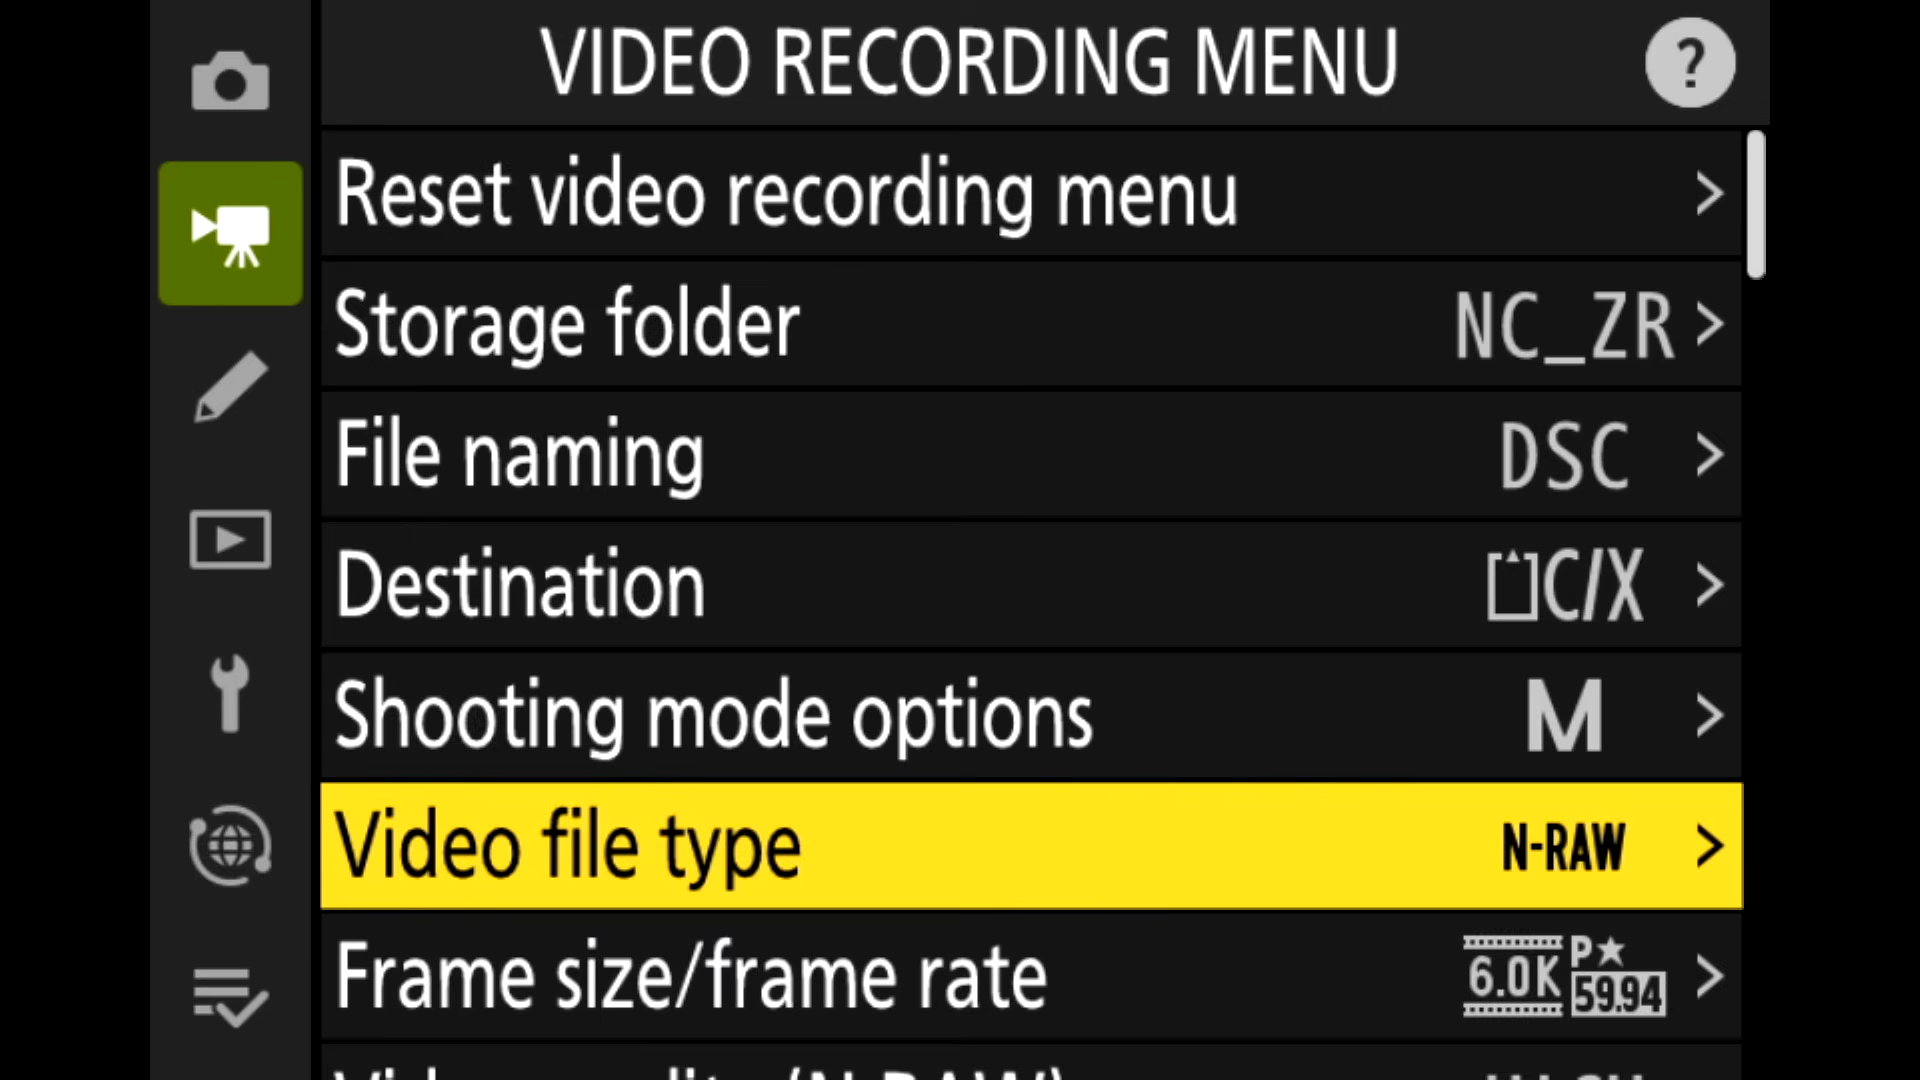 VIDEO RECORDING MENU ?
Reset video recording menu >
Storage folder NC_ZR >
File naming DSC >
Destination C/X >
Shooting mode options M >
Video file type N-RAW >
Frame size/frame rate 6.0K P★ 59.94 >